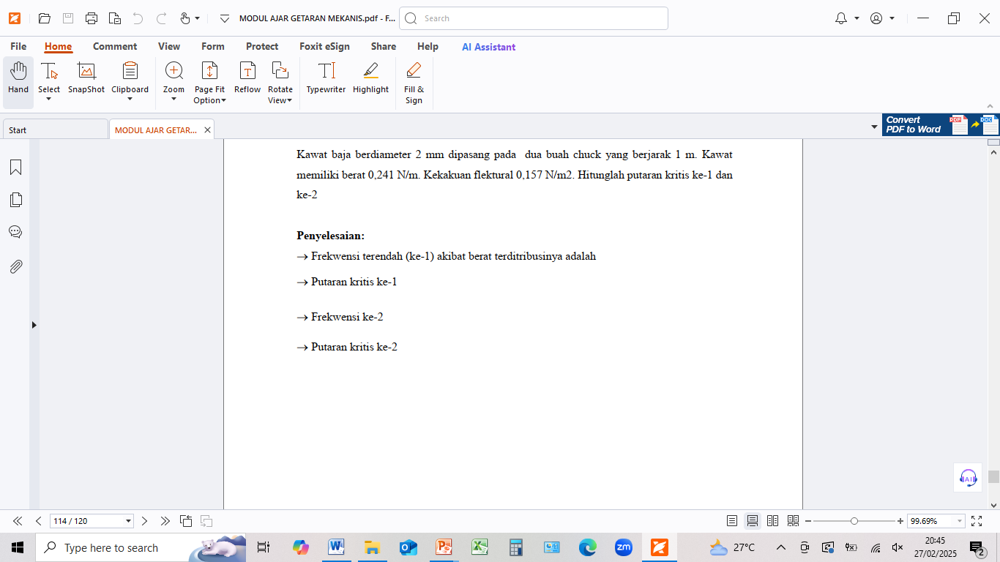 MODUL AJAR GETARAN MEKANIS.pdf - F...
Search
File Home Comment View Form Protect Foxit eSign Share Help AI Assistant
Hand Select SnapShot Clipboard Zoom Page Fit Option Reflow Rotate View Typewriter Highlight Fill & Sign
Start
MODUL AJAR GETAR...
Convert
PDF to Word
PDF
DOC
Kawat baja berdiameter 2 mm dipasang pada dua buah chuck yang berjarak 1 m. Kawat
memiliki berat 0,241 N/m. Kekakuan flektural 0,157 N/m2. Hitunglah putaran kritis ke-1 dan
ke-2
Penyelesaian:
→ Frekwensi terendah (ke-1) akibat berat terditribusinya adalah
→ Putaran kritis ke-1
→ Frekwensi ke-2
→ Putaran kritis ke-2
AI
114 / 120
99.69%
Type here to search
zm
27°C
20:45
27/02/2025
2